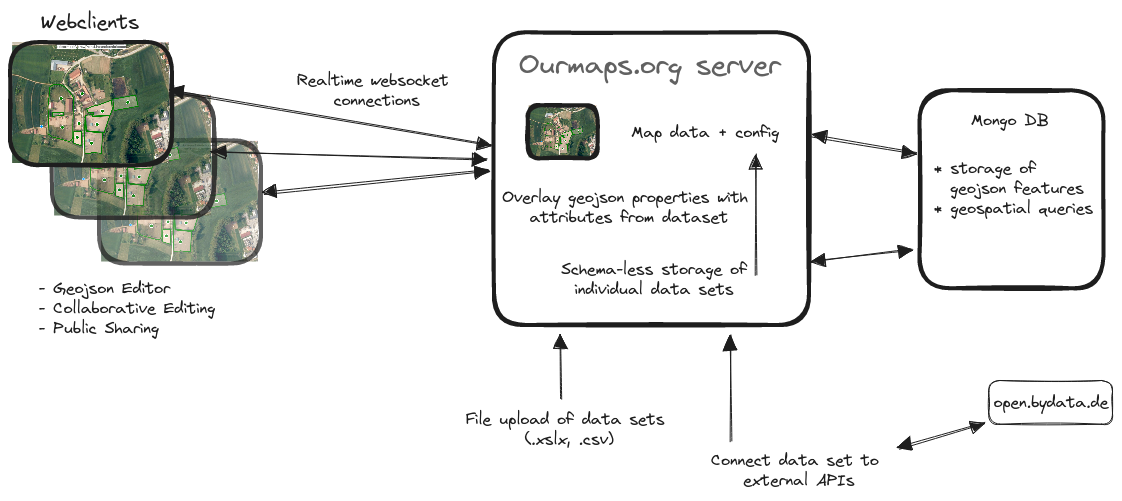 Webclients
Realtime websocket
connections
- Geojson Editor
- Collaborative Editing
- Public Sharing
Ourmaps.org server
Map data + config
Overlay geojson properties with
attributes from dataset
Schema-less storage of
individual data sets
Mongo DB
* storage of
geojson features
* geospatial queries
File upload of data sets
(.xslx, .csv)
Connect data set to
external APIs
open.bydata.de